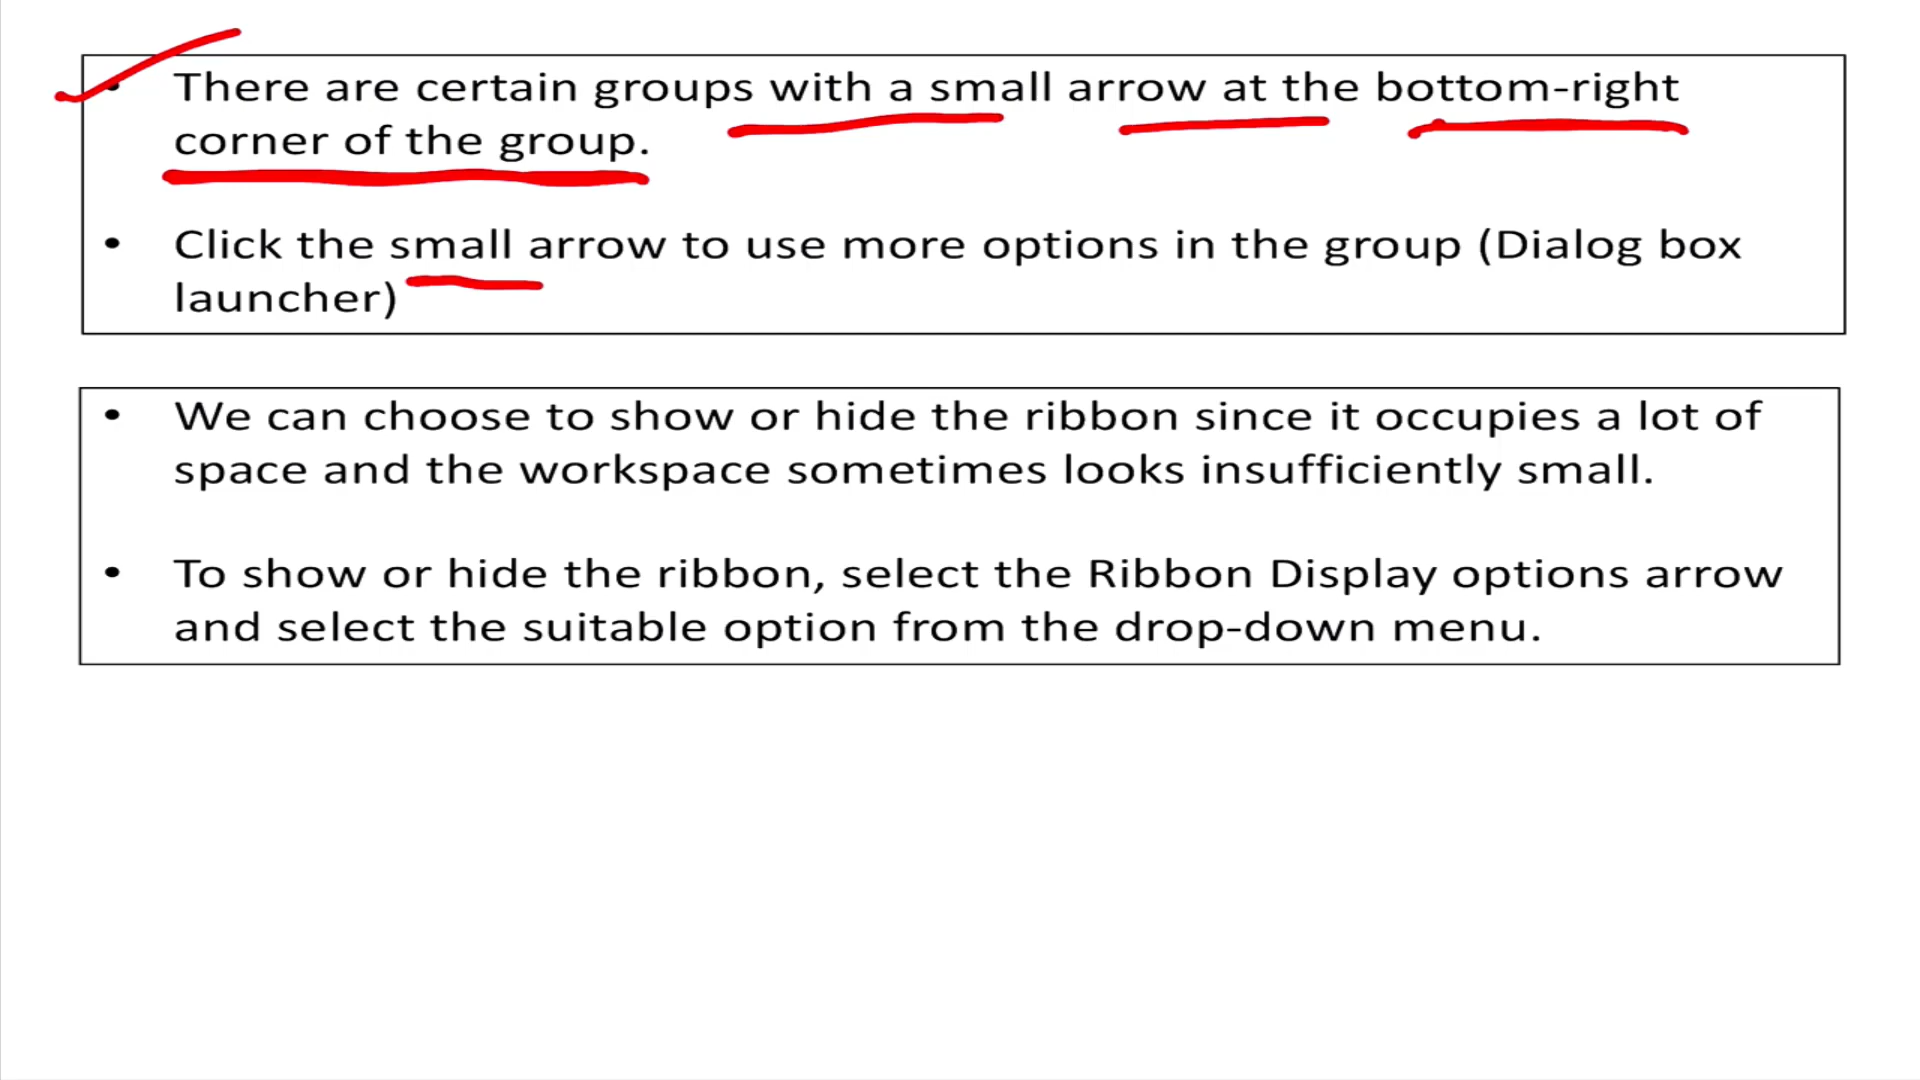 • There are certain groups with a small arrow at the bottom-right
corner of the group.
• Click the small arrow to use more options in the group (Dialog box
launcher)
• We can choose to show or hide the ribbon since it occupies a lot of
space and the workspace sometimes looks insufficiently small.
• To show or hide the ribbon, select the Ribbon Display options arrow
and select the suitable option from the drop-down menu.